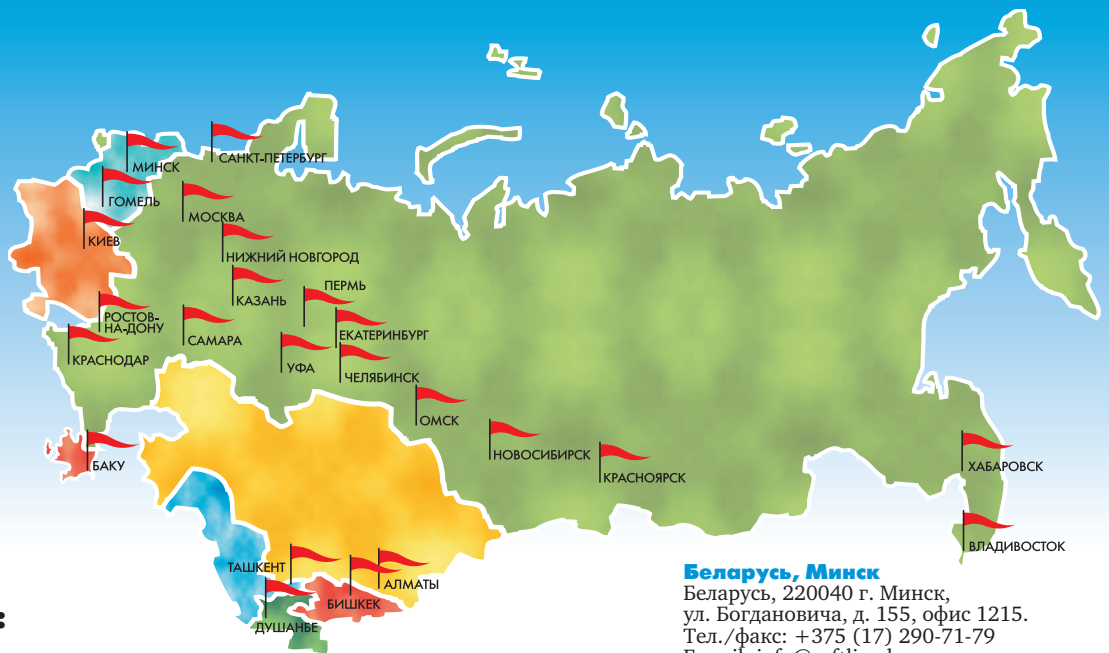 САНКТ-ПЕТЕРБУРГ
МИНСК
ГОМЕЛЬ
МОСКВА
КИЕВ
НИЖНИЙ НОВГОРОД
ПЕРМЬ
КАЗАНЬ
РОСТОВ-
НА-ДОНУ
ЕКАТЕРИНБУРГ
САМАРА
КРАСНОДАР
УФА
ЧЕЛЯБИНСК
ОМСК
НОВОСИБИРСК
БАКУ
ХАБАРОВСК
КРАСНОЯРСК
ВЛАДИВОСТОК
ТАШКЕНТ
АЛМАТЫ
БИШКЕК
ДУШАНБЕ
:
Беларусь, Минск
Беларусь, 220040 г. Минск,
ул. Богдановича, д. 155, офис 1215.
Тел./факс: +375 (17) 290-71-79